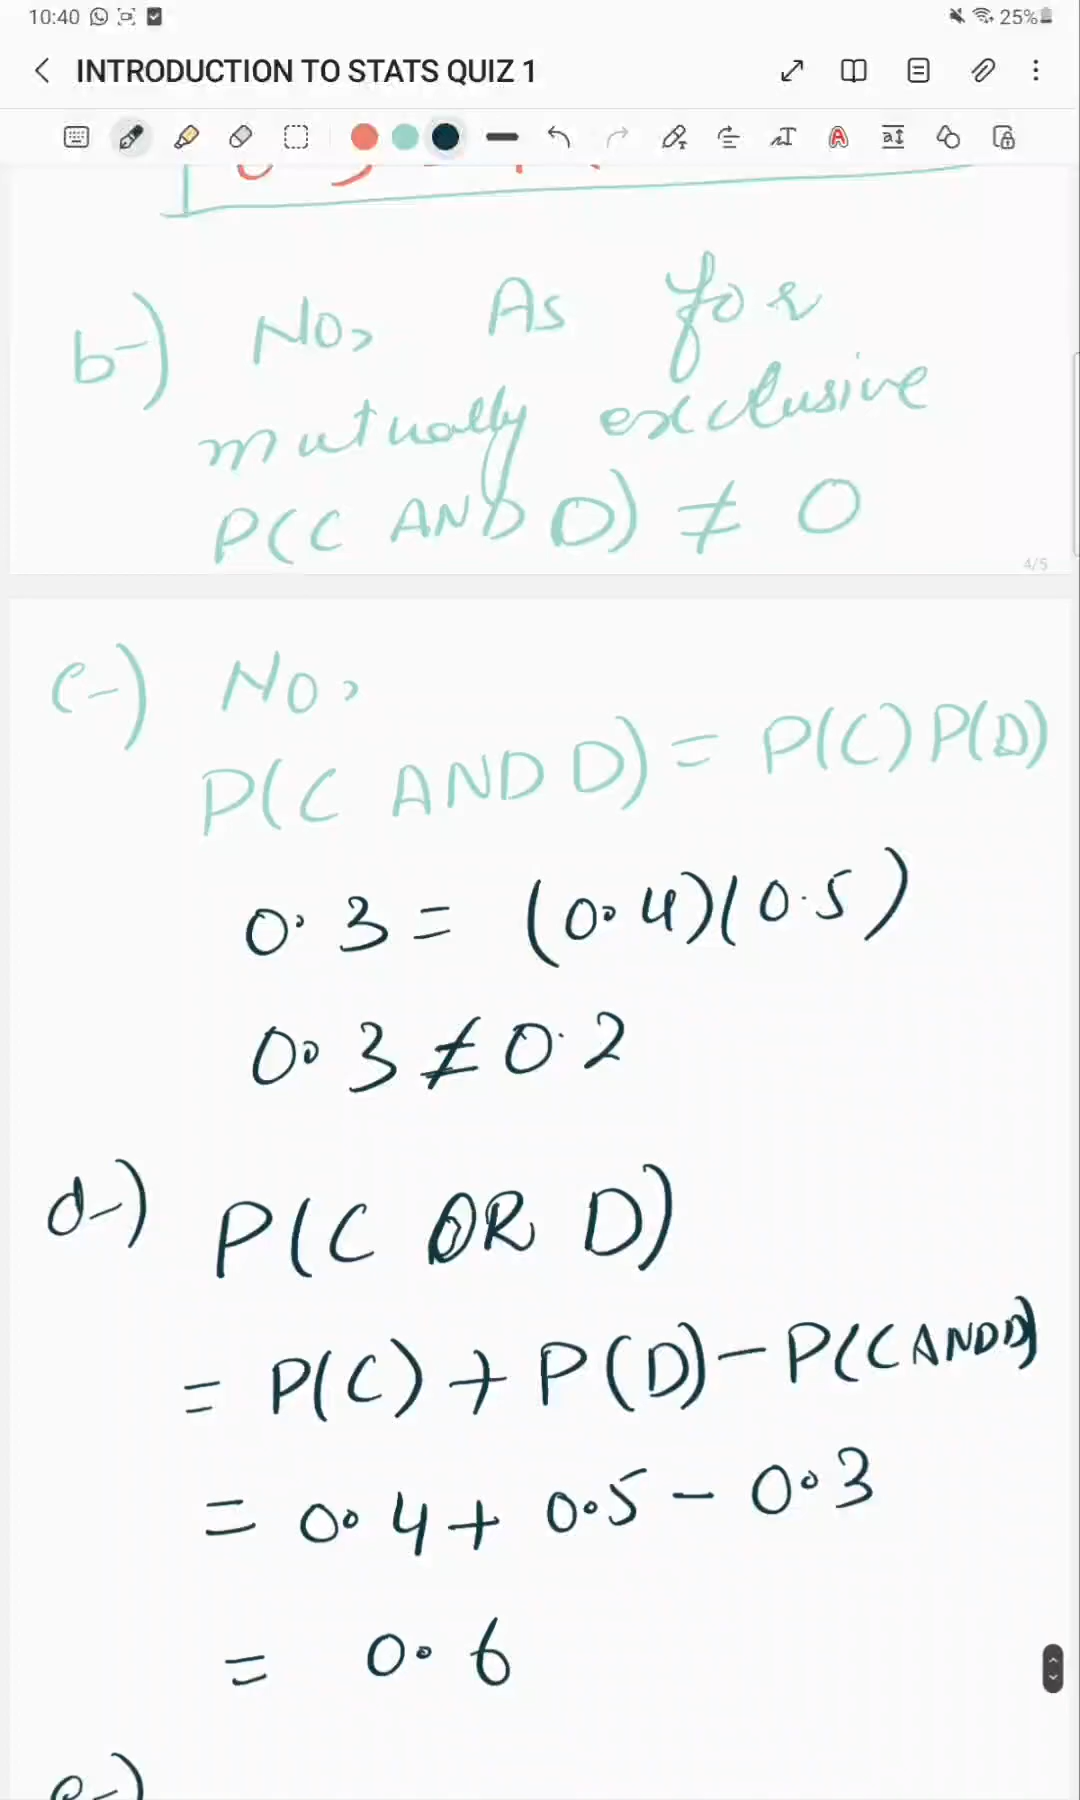 10:40
25%
INTRODUCTION TO STATS QUIZ 1
b-) No, As for
mutually exclusive
P(C AND D) ≠ 0
4/5
c-) No,
P(C AND D) = P(C) P(D)
0.3 = (0.4)(0.5)
0.3 ≠ 0.2
d-) P(C OR D)
= P(C) + P(D) - P(C AND D)
= 0.4 + 0.5 - 0.3
= 0.6
e-)